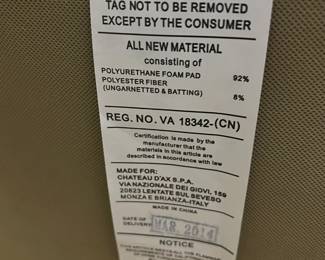 TAG NOT TO BE REMOVED
EXCEPT BY THE CONSUMER
ALL NEW MATERIAL
consisting of
POLYURETHANE FOAM PAD 92%
POLYESTER FIBER
(UNGARNETTED & BATTING) 8%
REG. NO. VA 18342-(CN)
Certification is made by the
manufacturer that the
materials in this article are
described in accordance with law
MADE FOR:
CHATEAU D'AX S.P.A.
VIA NAZIONALE DEI GIOVI, 159
20823 LENTATE SUL SEVESO
MONZA E BRIANZA-ITALY
MADE IN CHINA
DATE OF
MAR. 2014
NOTICE